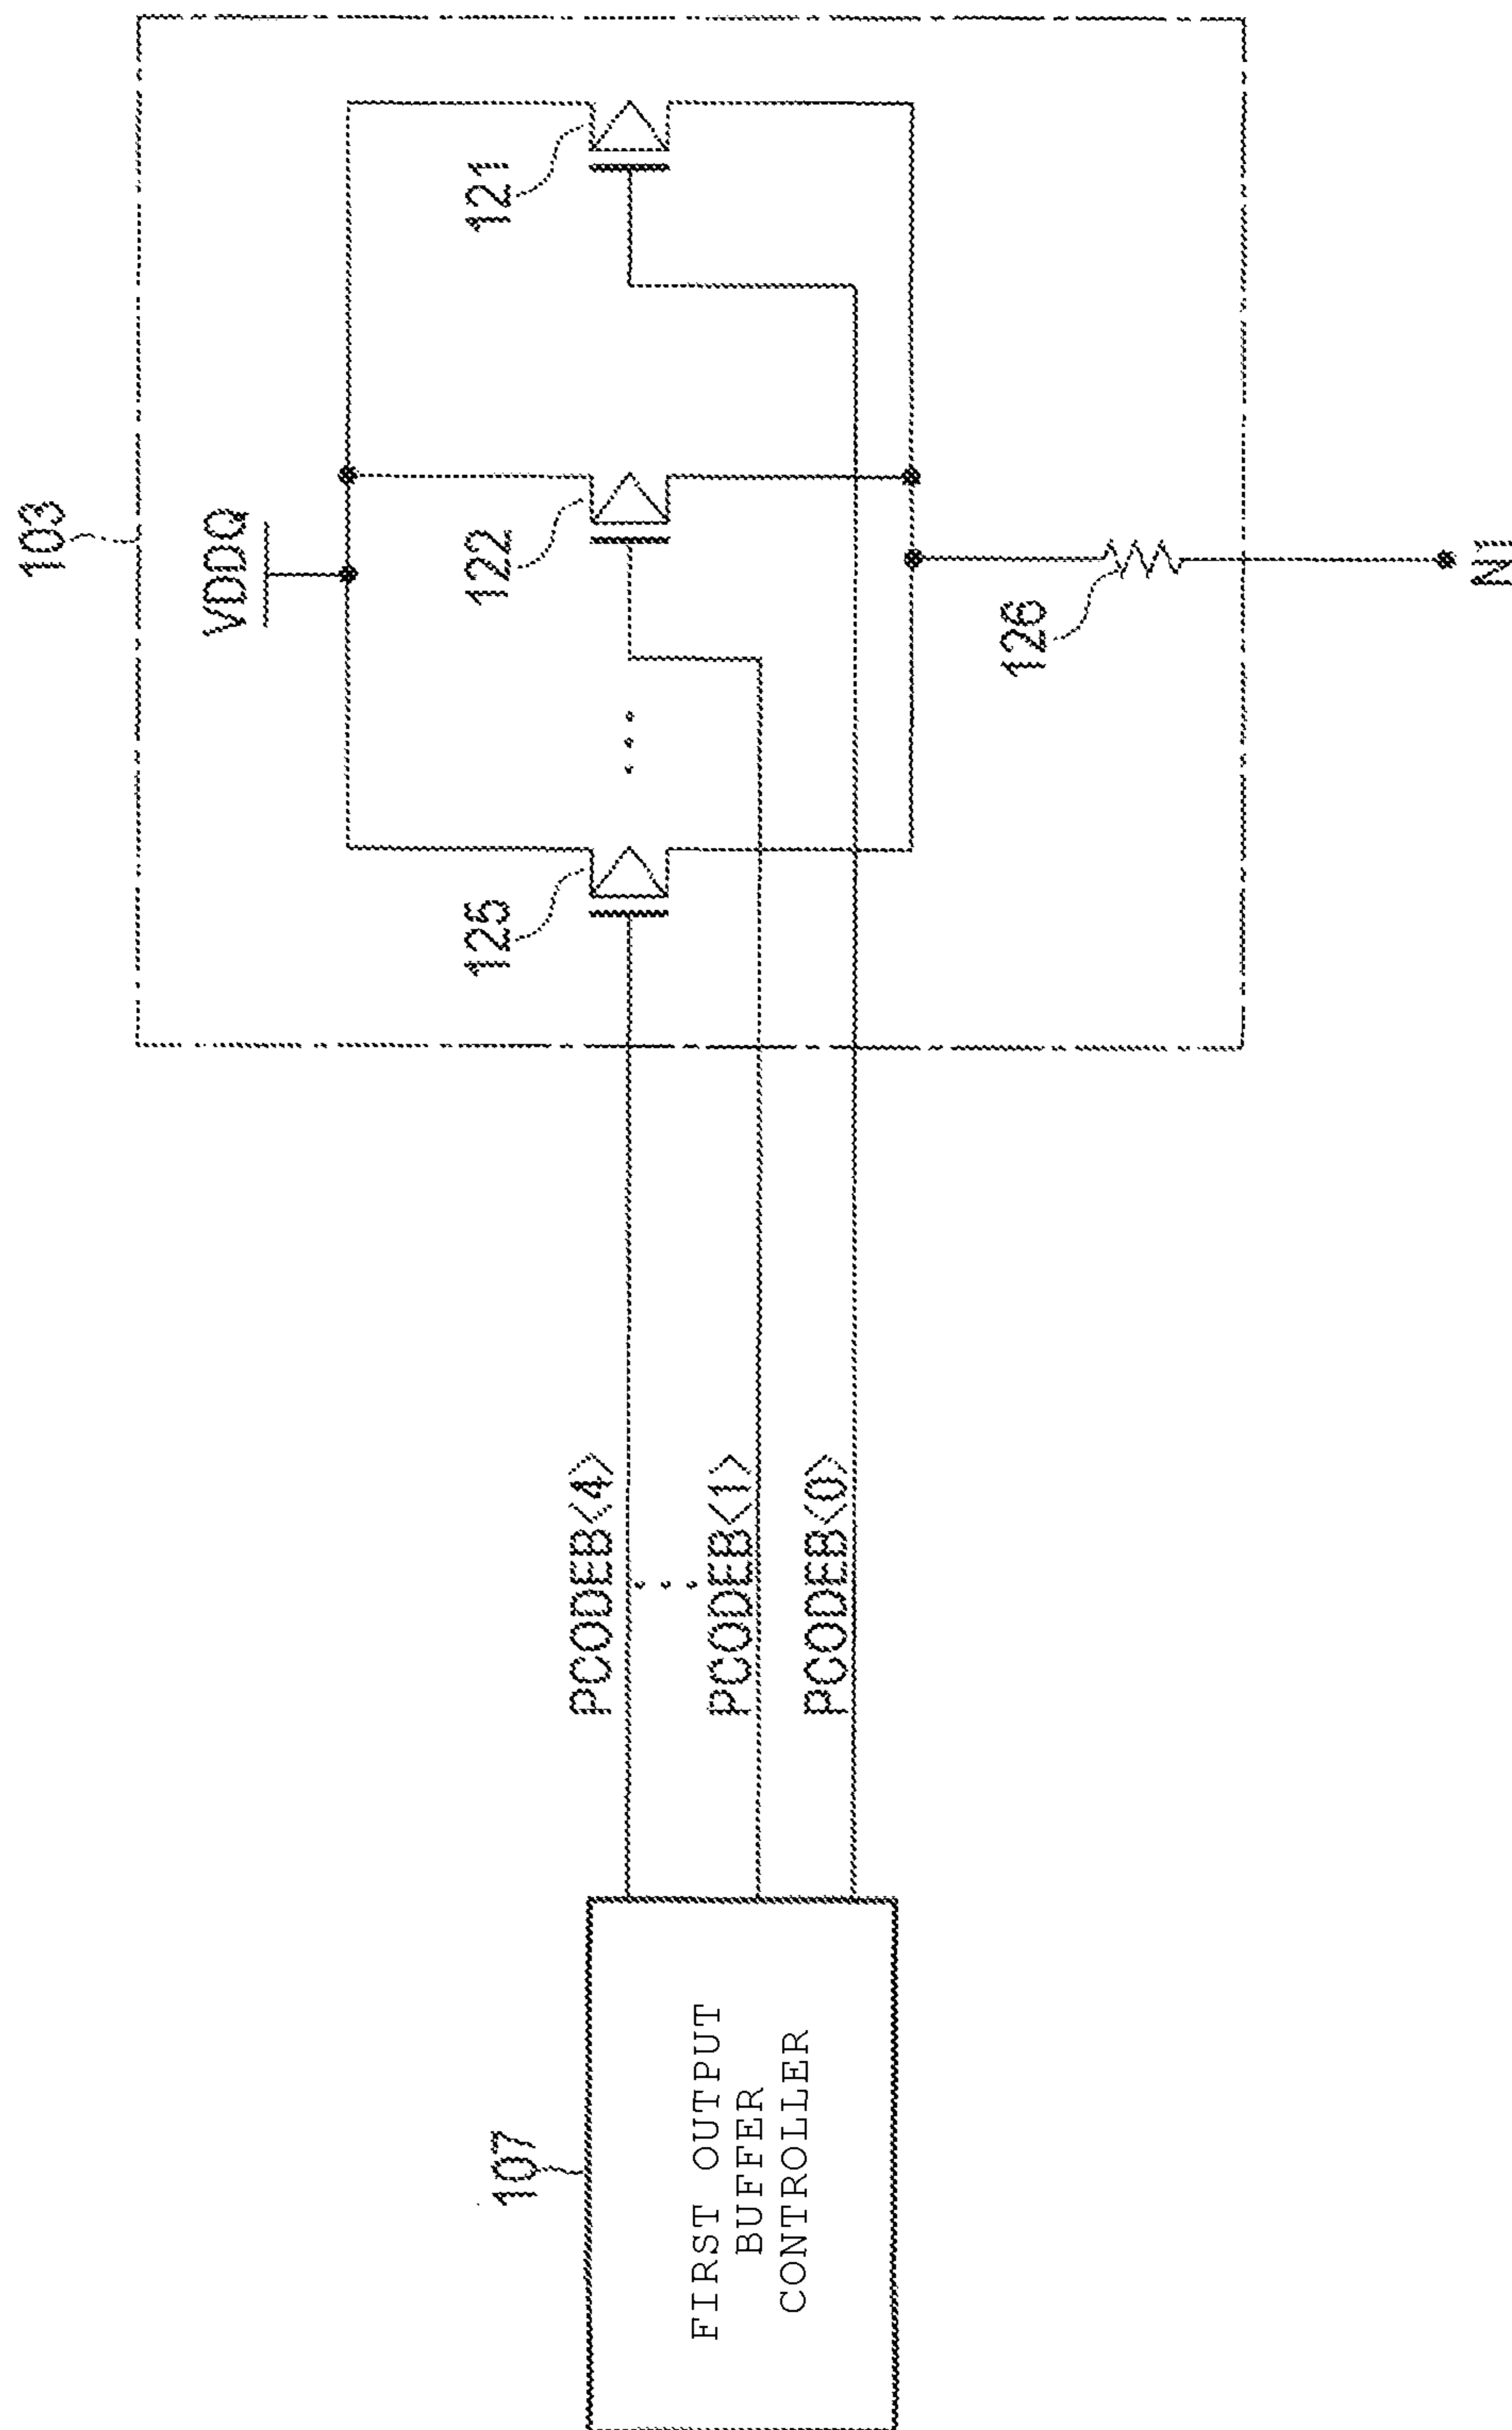 103
VDDQ
121
122
125
126
N1
PCODEB<4>
PCODEB<1>
PCODEB<0>
107
FIRST OUTPUT
BUFFER
CONTROLLER